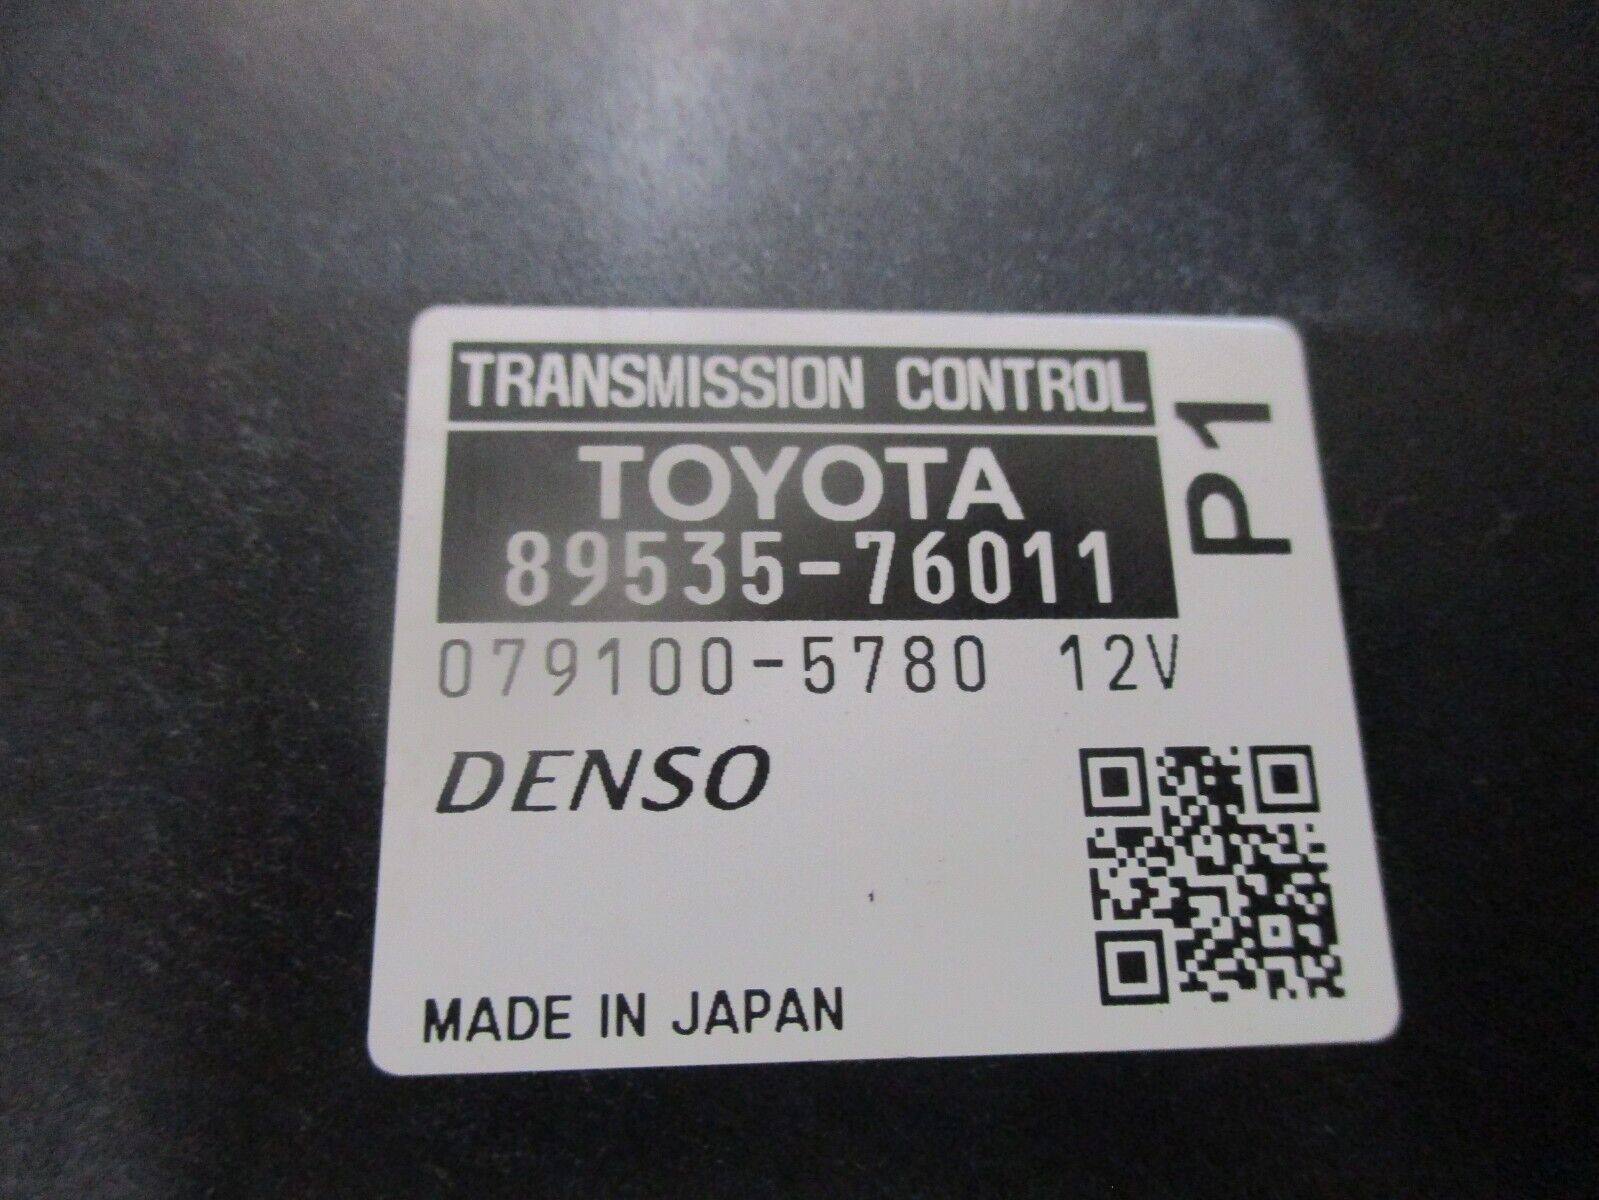 TRANSMISSION CONTROL
TOYOTA
89535-76011
P1
079100-5780 12V
DENSO
MADE IN JAPAN